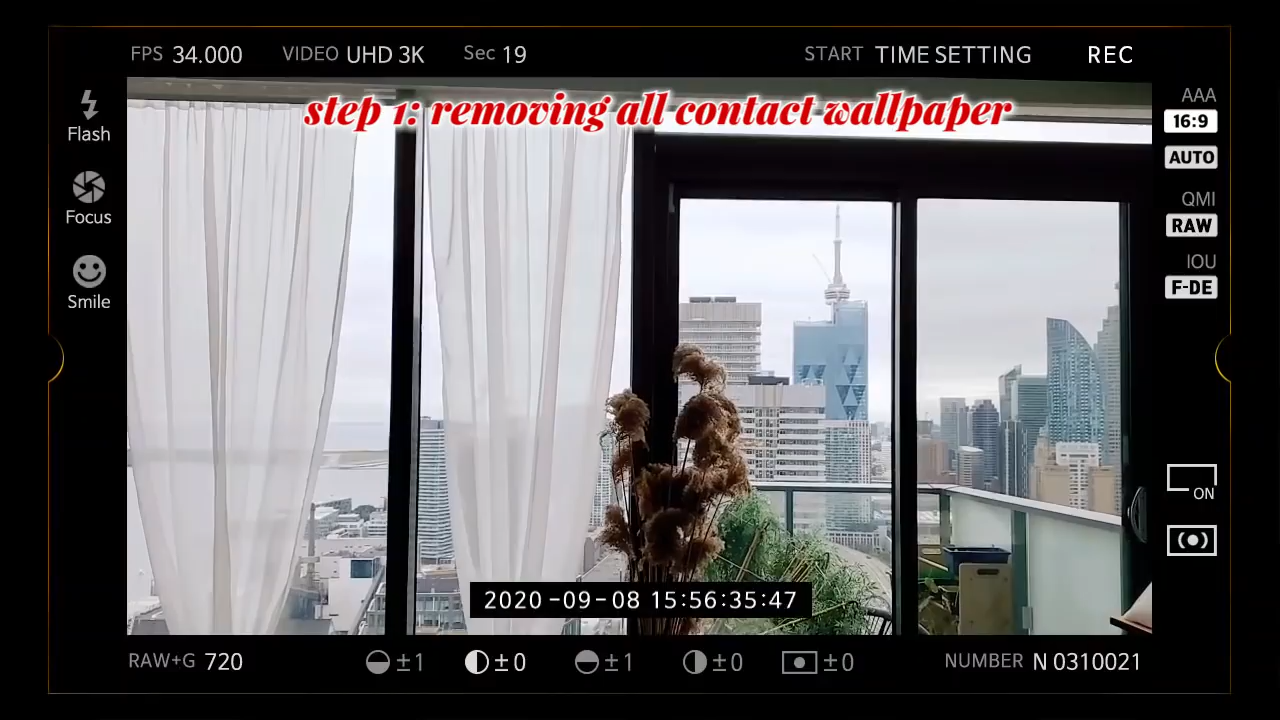 FPS 34.000 VIDEO UHD 3K Sec 19 START TIME SETTING REC
step 1: removing all contact wallpaper
Flash
Focus
Smile
AAA
16:9
AUTO
QMI
RAW
IOU
F-DE
ON
2020-09-08 15:56:35:47
RAW+G 720 ±1 ±0 ±1 ±0 ±0 NUMBER N 0310021